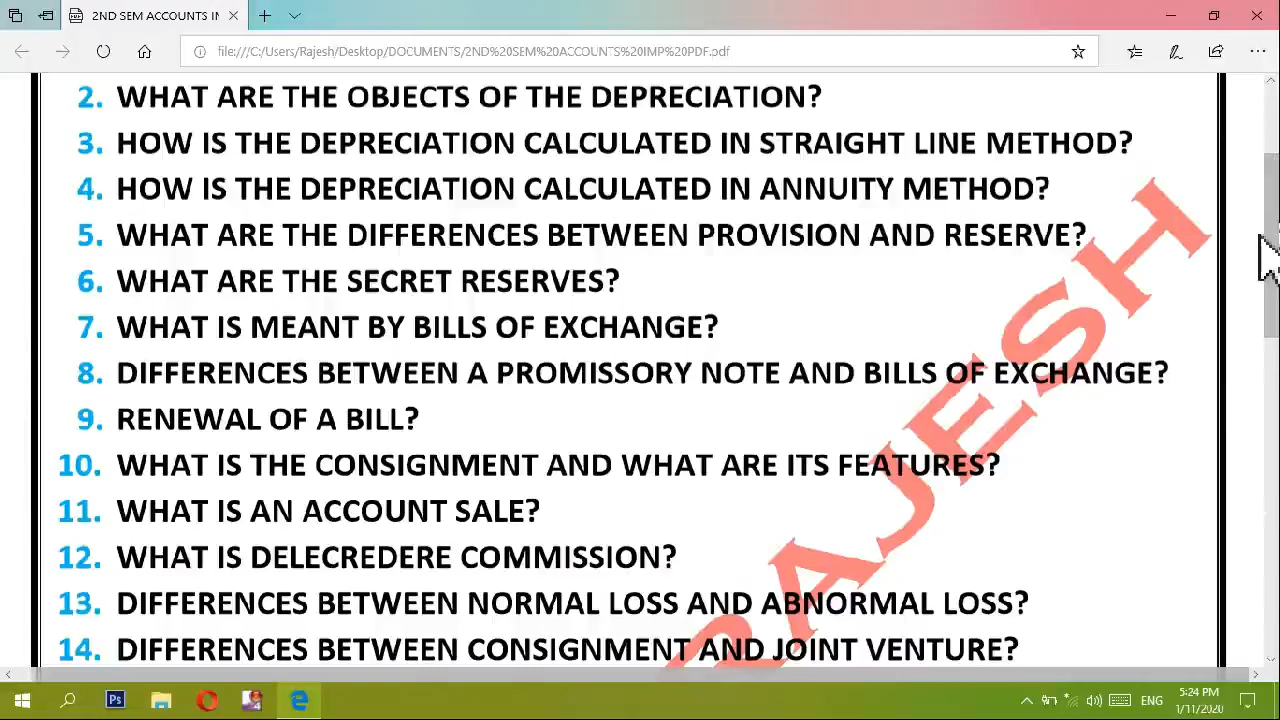 2ND SEM ACCOUNTS IN
file:///C:/Users/Rajesh/Desktop/DOCUMENTS/2ND%20SEM%20ACCOUNTS%20IMP%20PDF.pdf
2. WHAT ARE THE OBJECTS OF THE DEPRECIATION?
3. HOW IS THE DEPRECIATION CALCULATED IN STRAIGHT LINE METHOD?
4. HOW IS THE DEPRECIATION CALCULATED IN ANNUITY METHOD?
5. WHAT ARE THE DIFFERENCES BETWEEN PROVISION AND RESERVE?
6. WHAT ARE THE SECRET RESERVES?
7. WHAT IS MEANT BY BILLS OF EXCHANGE?
8. DIFFERENCES BETWEEN A PROMISSORY NOTE AND BILLS OF EXCHANGE?
9. RENEWAL OF A BILL?
10. WHAT IS THE CONSIGNMENT AND WHAT ARE ITS FEATURES?
11. WHAT IS AN ACCOUNT SALE?
12. WHAT IS DELECREDERE COMMISSION?
13. DIFFERENCES BETWEEN NORMAL LOSS AND ABNORMAL LOSS?
14. DIFFERENCES BETWEEN CONSIGNMENT AND JOINT VENTURE?
RAJESH
Ps
ENG
5:24 PM
1/11/2020